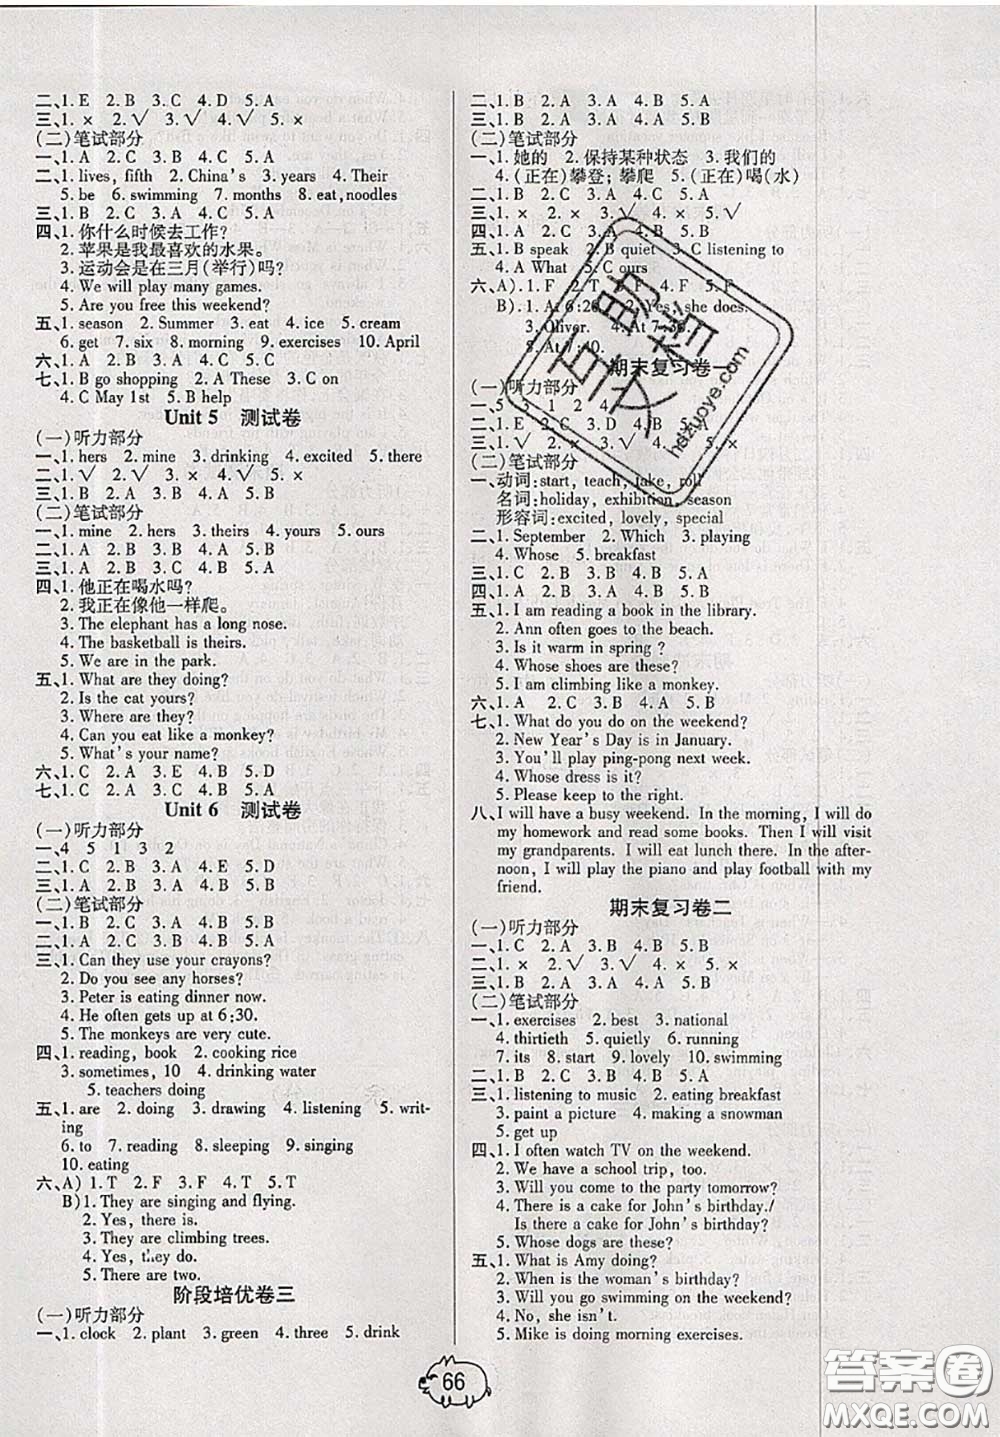 二、1. E 2. B 3. C 4. D 5. A
三、1. × 2. √ 3. √ 4. √ 5. ×
(二)笔试部分
一、1. A 2. B 3. C 4. C 5. A
二、1. lives, fifth 2. China's 3. years 4. Their
5. be 6. swimming 7. months 8. eat, noodles
三、1. B 2. B 3. A 4. C 5. A
四、1. 你什么时候去工作?
2. 苹果是我最喜欢的水果。
3. 运动会是在三月(举行)吗?
4. We will play many games.
5. Are you free this weekend?
五、1. season 2. Summer 3. eat 4. ice 5. cream
6. get 7. six 8. morning 9. exercises 10. April
六、1. C 2. A 3. C 4. B 5. A
七、1. B go shopping 2. A These 3. C on
4. C May 1st 5. B help
Unit 5 测试卷
(一)听力部分
一、1. hers 2. mine 3. drinking 4. excited 5. there
二、1. √ 2. √ 3. × 4. × 5. √
三、1. A 2. B 3. A 4. B 5. B
(二)笔试部分
一、1. mine 2. hers 3. theirs 4. yours 5. ours
二、1. A 2. B 3. B 4. C 5. A
三、1. A 2. B 3. B 4. A 5. B
四、1. 他正在喝水吗?
2. 我正在像他一样爬。
3. The elephant has a long nose.
4. The basketball is theirs.
5. We are in the park.
五、1. What are they doing?
2. Is the cat yours?
3. Where are they?
4. Can you eat like a monkey?
5. What's your name?
六、1. C 2. A 3. E 4. B 5. D
七、1. C 2. A 3. C 4. B 5. D
Unit 6 测试卷
(一)听力部分
一、4 5 1 3 2
二、1. C 2. D 3. A 4. B 5. E
三、1. A 2. B 3. A 4. A 5. D
(二)笔试部分
一、1. B 2. B 3. C 4. A 5. A
二、1. C 2. A 3. A 4. B 5. A
三、1. Can they use your crayons?
2. Do you see any horses?
3. Peter is eating dinner now.
4. He often gets up at 6:30.
5. The monkeys are very cute.
四、1. reading, book 2. cooking rice
3. sometimes, 10 4. drinking water
5. teachers doing
五、1. are 2. doing 3. drawing 4. listening 5. writ-
ing
6. to 7. reading 8. sleeping 9. singing
10. eating
六、A) 1. T 2. F 3. F 4. T 5. T
B) 1. They are singing and flying.
2. Yes, there is.
3. They are climbing trees.
4. Yes, they do.
5. There are two.
阶段培优卷三
(一)听力部分
一、1. clock 2. plant 3. green 4. three 5. drink
二、1. B 2. A 3. A 4. B 5. A
三、1. √ 2. √ 3. × 4. × 5. √
(二)笔试部分
一、1. 她的 2. 保持某种状态 3. 我们的
4. (正在)攀登;攀爬 5. (正在)喝(水)
二、1. B 2. A 3. A 4. C 5. C
三、1. × 2. × 3. √ 4. × 5. √
四、1. B 2. C 3. A 4. B 5. C
五、1. B speak 2. B quiet 3. C listening to
4. A What 5. C ours
六、A) 1. F 2. T 3. F 4. T 5. F
B) 1. At 6:20. 2. Yes, she does.
3. Oliver. 4. At 7:30.
5. At 7:40.
期末复习卷一
(一)听力部分
一、5 3 1 2 4
二、1. A 2. C 3. D 4. B
三、1. √ 2. 3. √ 4. √ 5. ×
(二)笔试部分
一、动词: start, teach, take, roll
名词: holiday, exhibition, season
形容词: excited, lovely, special
二、1. September 2. Which 3. playing
4. Whose 5. breakfast
三、1. C 2. A 3. B 4. A 5. B
四、1. A 2. B 3. B 4. C 5. D
五、1. I am reading a book in the library.
2. Ann often goes to the beach.
3. Is it warm in spring ?
4. Whose shoes are these?
5. I am climbing like a monkey.
六、1. A 2. C 3. A 4. B 5. B
七、1. What do you do on the weekend?
2. New Year's Day is in January.
3. You'll play ping-pong next week.
4. Whose dress is it?
5. Please keep to the right.
八、I will have a busy weekend. In the morning, I will do
my homework and read some books. Then I will visit
my grandparents. I will eat lunch there. In the after-
noon, I will play the piano and play football with my
friend.
期末复习卷二
(一)听力部分
一、1. C 2. A 3. B 4. A 5. B
二、1. × 2. √ 3. √ 4. × 5. ×
三、1. B 2. A 3. B 4. B 5. A
(二)笔试部分
一、1. exercises 2. best 3. national
4. thirtieth 5. quietly 6. running
7. its 8. start 9. lovely 10. swimming
二、1. A 2. C 3. B 4. B 5. A
三、1. listening to music 2. eating breakfast
3. paint a picture 4. making a snowman
5. get up
四、1. I often watch TV on the weekend.
2. We have a school trip, too.
3. Will you come to the party tomorrow?
4. There is a cake for John's birthday./
Is there a cake for John's birthday?
5. Whose dogs are these?
五、1. What is Amy doing?
2. When is the woman's birthday?
3. Will you go swimming on the weekend?
4. No, she isn't.
5. Mike is doing morning exercises.
66
hdzuoye.com
答案圈
MXQE.COM